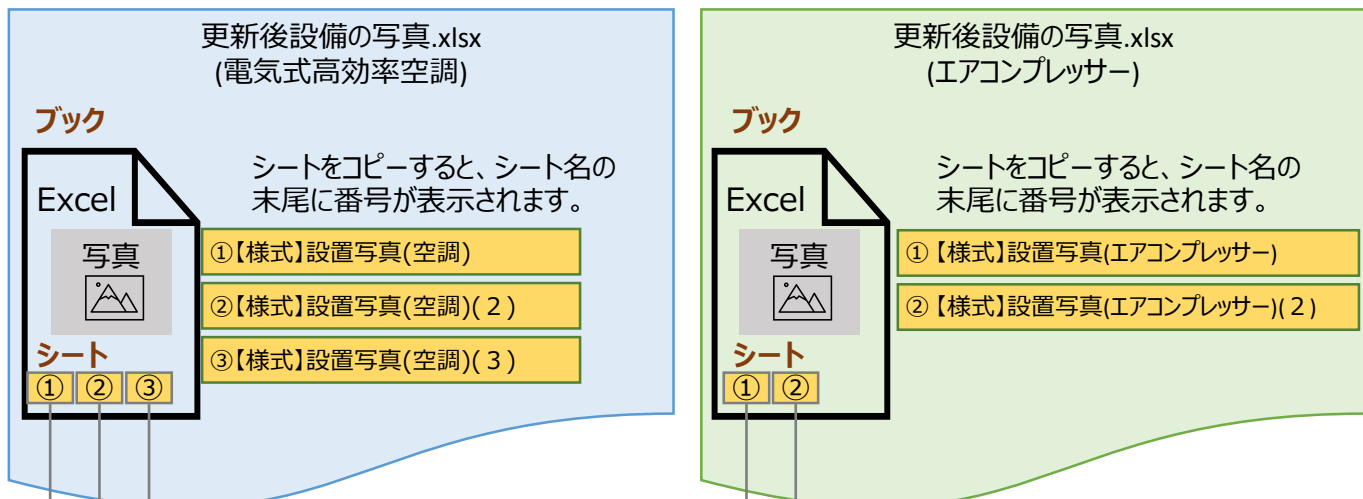 更新後設備の写真.xlsx
(電気式高効率空調)
ブック
シートをコピーすると、シート名の
末尾に番号が表示されます。
Excel
写真
①【様式】設置写真(空調)
②【様式】設置写真(空調)(２)
③【様式】設置写真(空調)(３)
シート
① ② ③
更新後設備の写真.xlsx
(エアコンプレッサー)
ブック
シートをコピーすると、シート名の
末尾に番号が表示されます。
Excel
写真
①【様式】設置写真(エアコンプレッサー)
②【様式】設置写真(エアコンプレッサー)(２)
シート
① ②